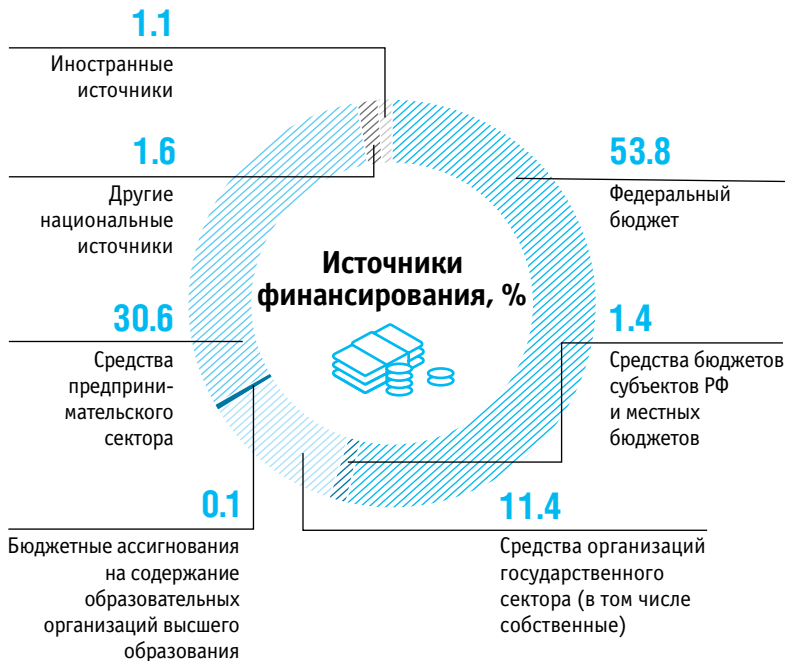 1.1
Иностранные
источники
1.6
Другие
национальные
источники
30.6
Средства
предприни-
мательского
сектора
0.1
Бюджетные ассигнования
на содержание
образовательных
организаций высшего
образования
Источники
финансирования, %
53.8
Федеральный
бюджет
1.4
Средства бюджетов
субъектов РФ
и местных
бюджетов
11.4
Средства организаций
государственного
сектора (в том числе
собственные)